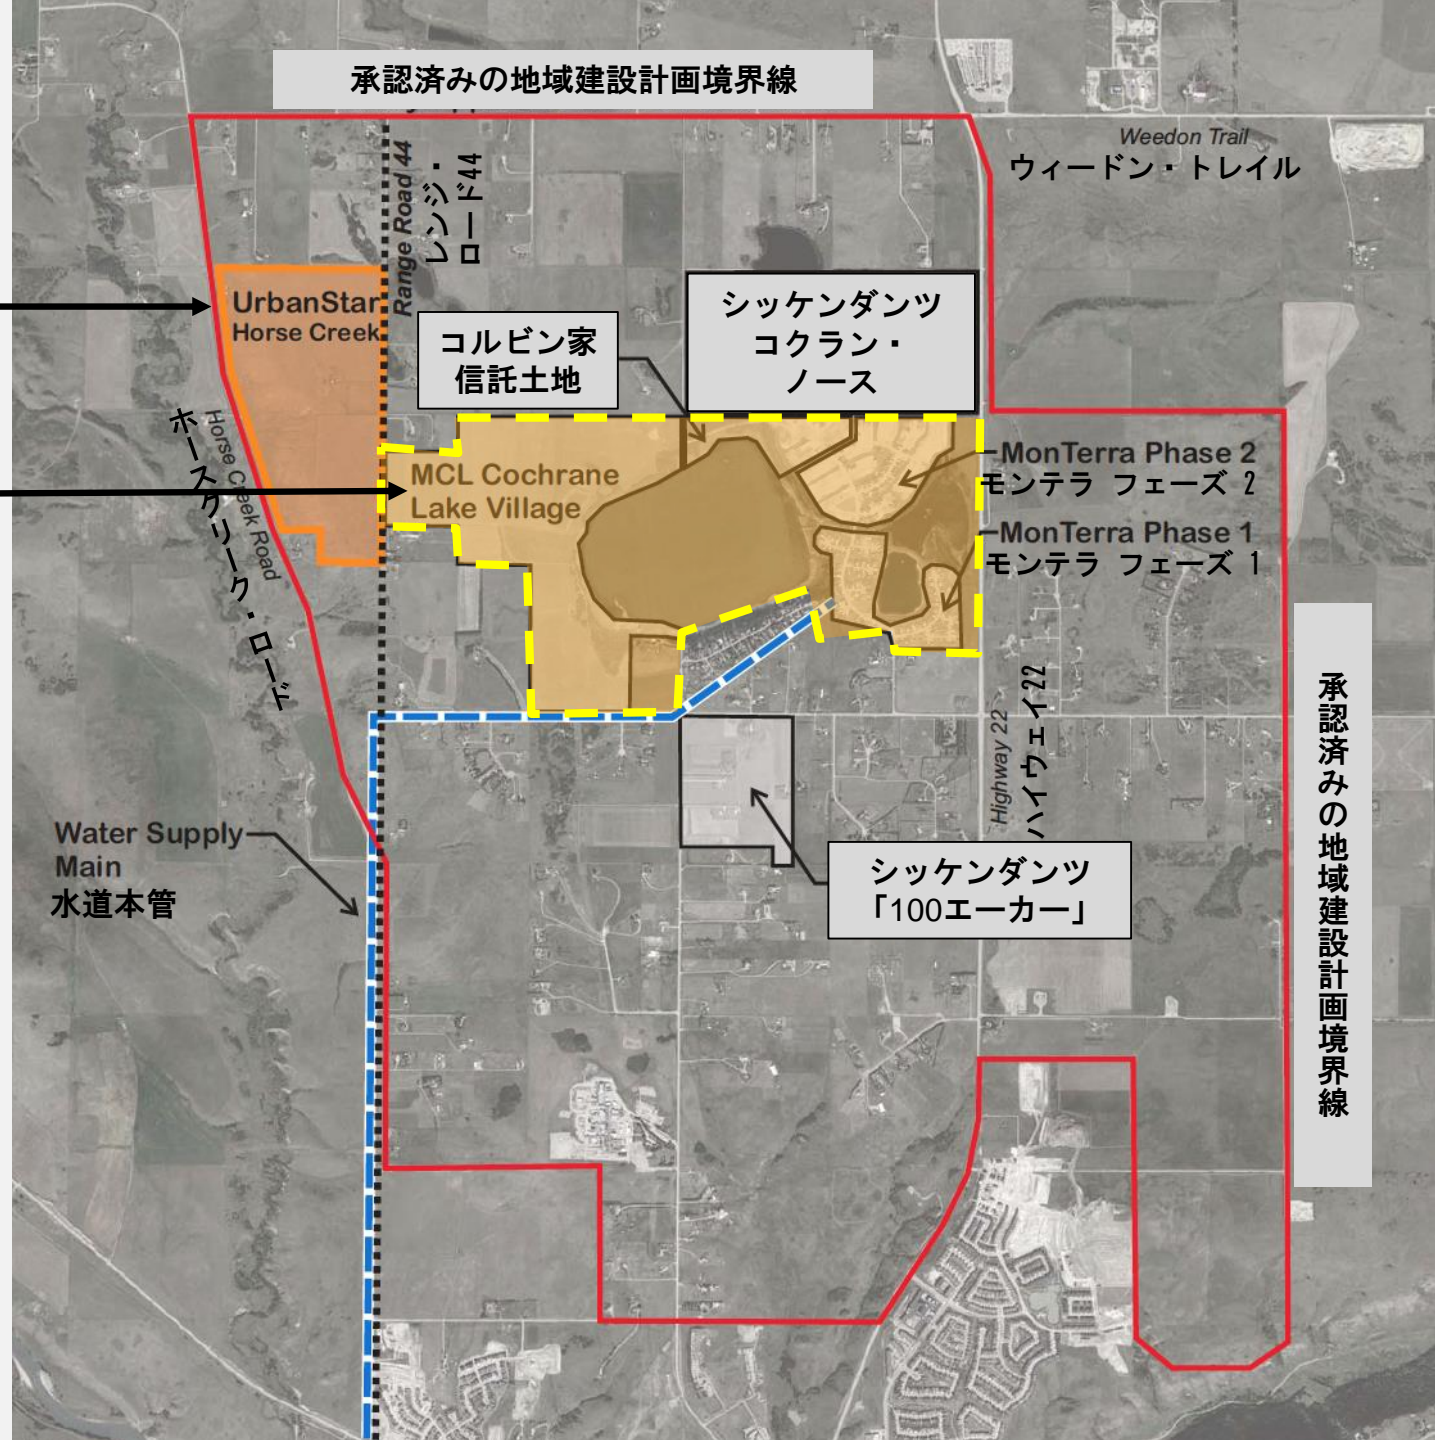 承認済みの地域建設計画境界線
Weedon Trail
ウィードン・トレイル
Range Road 44
レンジ・
ロード44
UrbanStar
Horse Creek
コルビン家
信託土地
シッケンダンツ
コクラン・
ノース
Horse Creek Road
ホースクリーク・ロード
MCL Cochrane
Lake Village
MonTerra Phase 2
モンテラ フェーズ 2
MonTerra Phase 1
モンテラ フェーズ 1
Highway 22
ハイウェイ22
承認済みの地域建設計画境界線
Water Supply
Main
水道本管
シッケンダンツ
「100エーカー」